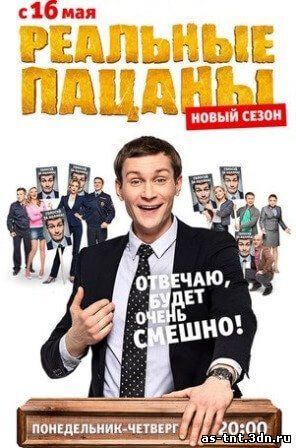 с 16 мая
РЕАЛЬНЫЕ
ПАЦАНЫ
НОВЫЙ СЕЗОН
ОТВЕЧАЮ,
БУДЕТ
ОЧЕНЬ
СМЕШНО!
ПОНЕДЕЛЬНИК-ЧЕТВЕРГ 20:00
as-tnt.3dn.ru